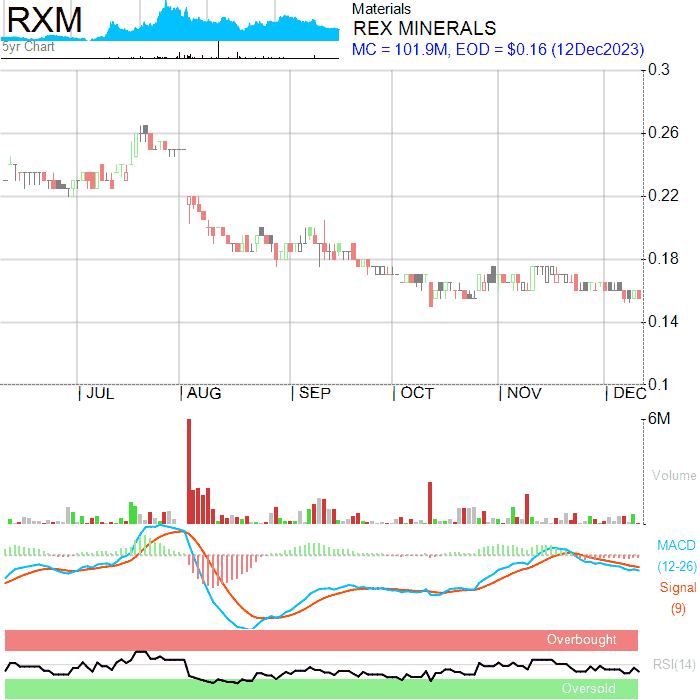 RXM
5yr Chart
Materials
REX MINERALS
MC = 101.9M, EOD = $0.16 (12Dec2023)
0.3
0.26
0.22
0.18
0.14
0.1
JUL AUG SEP OCT NOV DEC
6M
Volume
MACD
(12-26)
Signal
(9)
Overbought
RSI(14)
Oversold